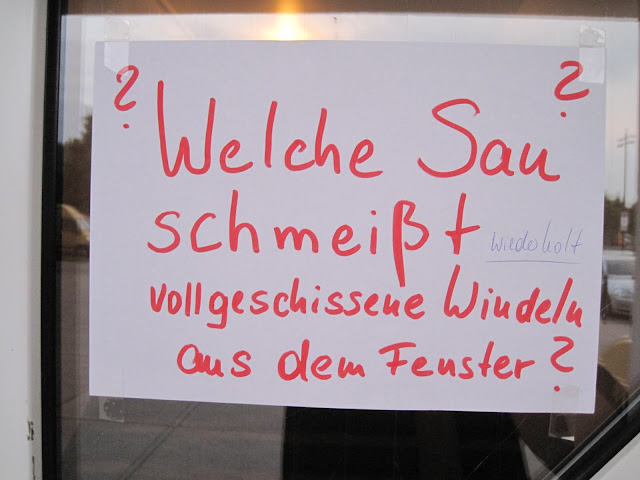 ? ?
Welche Sau
schmeißt wiederholt
vollgeschissene Windeln
aus dem Fenster?